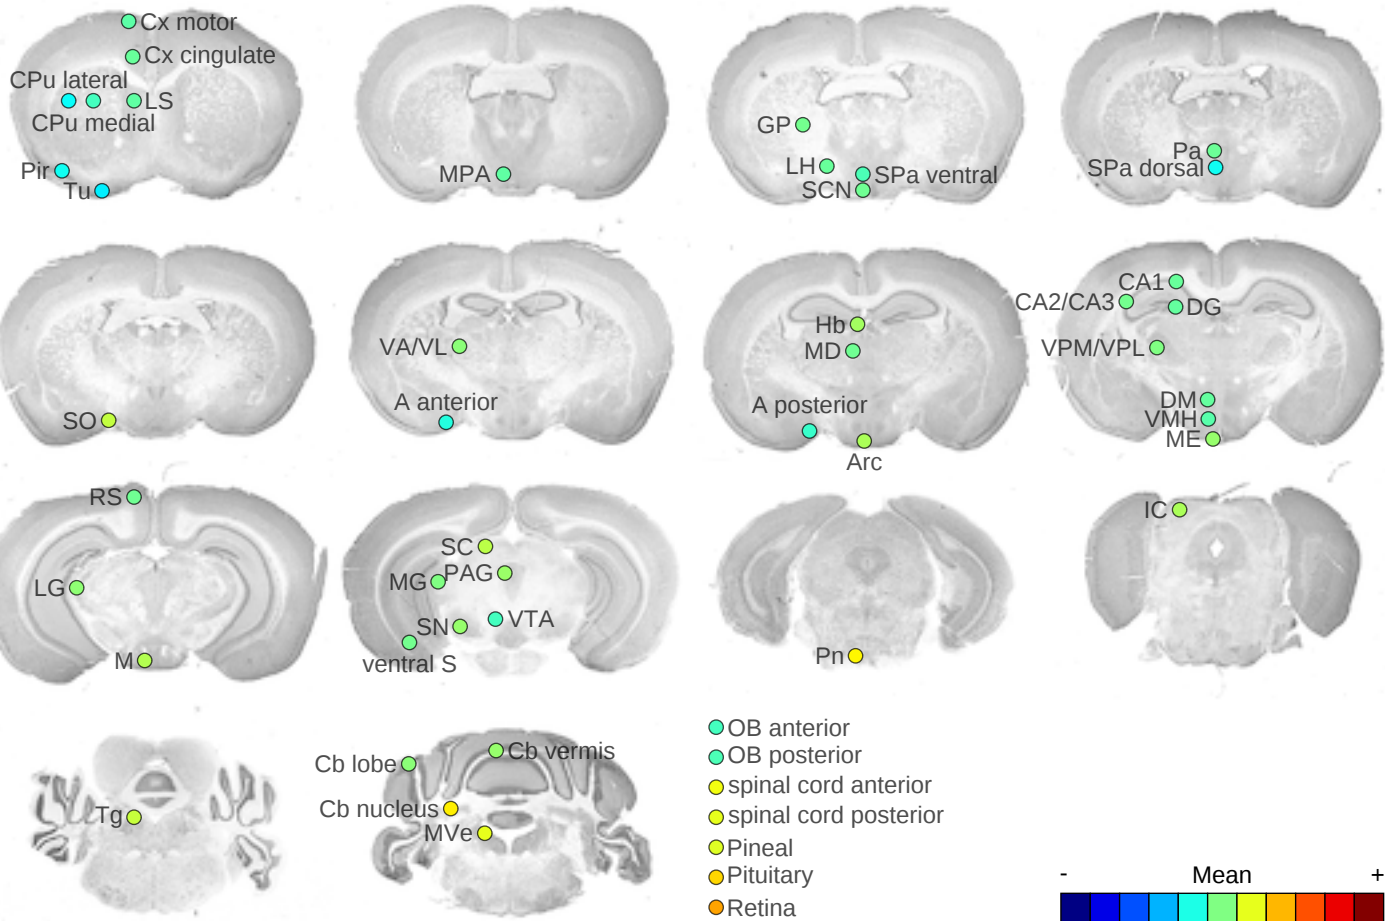 Cx motor
Cx cingulate
CPu lateral
LS
CPu medial
Pir
Tu
MPA
GP
LH
SPa ventral
SCN
Pa
SPa dorsal
SO
VA/VL
A anterior
Hb
MD
A posterior
Arc
CA1
CA2/CA3
DG
VPM/VPL
DM
VMH
ME
RS
LG
M
SC
PAG
MG
VTA
SN
ventral S
Pn
IC
Tg
Cb vermis
Cb lobe
Cb nucleus
MVe
OB anterior
OB posterior
spinal cord anterior
spinal cord posterior
Pineal
Pituitary
Retina
- Mean +